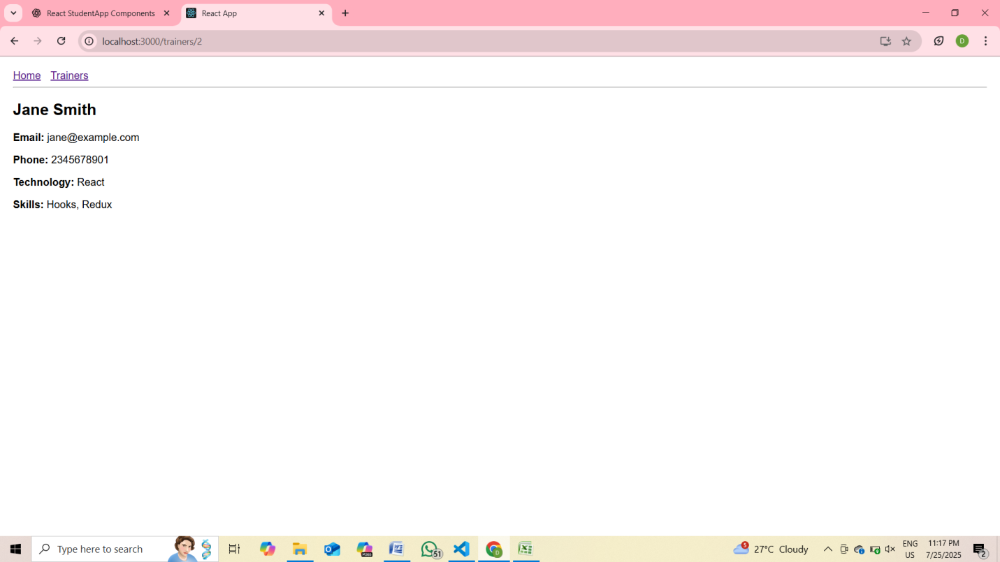 React StudentApp Components
React App
localhost:3000/trainers/2
D
Home Trainers
Jane Smith
Email: jane@example.com
Phone: 2345678901
Technology: React
Skills: Hooks, Redux
Type here to search
M365
51
D
5
27°C Cloudy
ENG
US
11:17 PM
7/25/2025
2